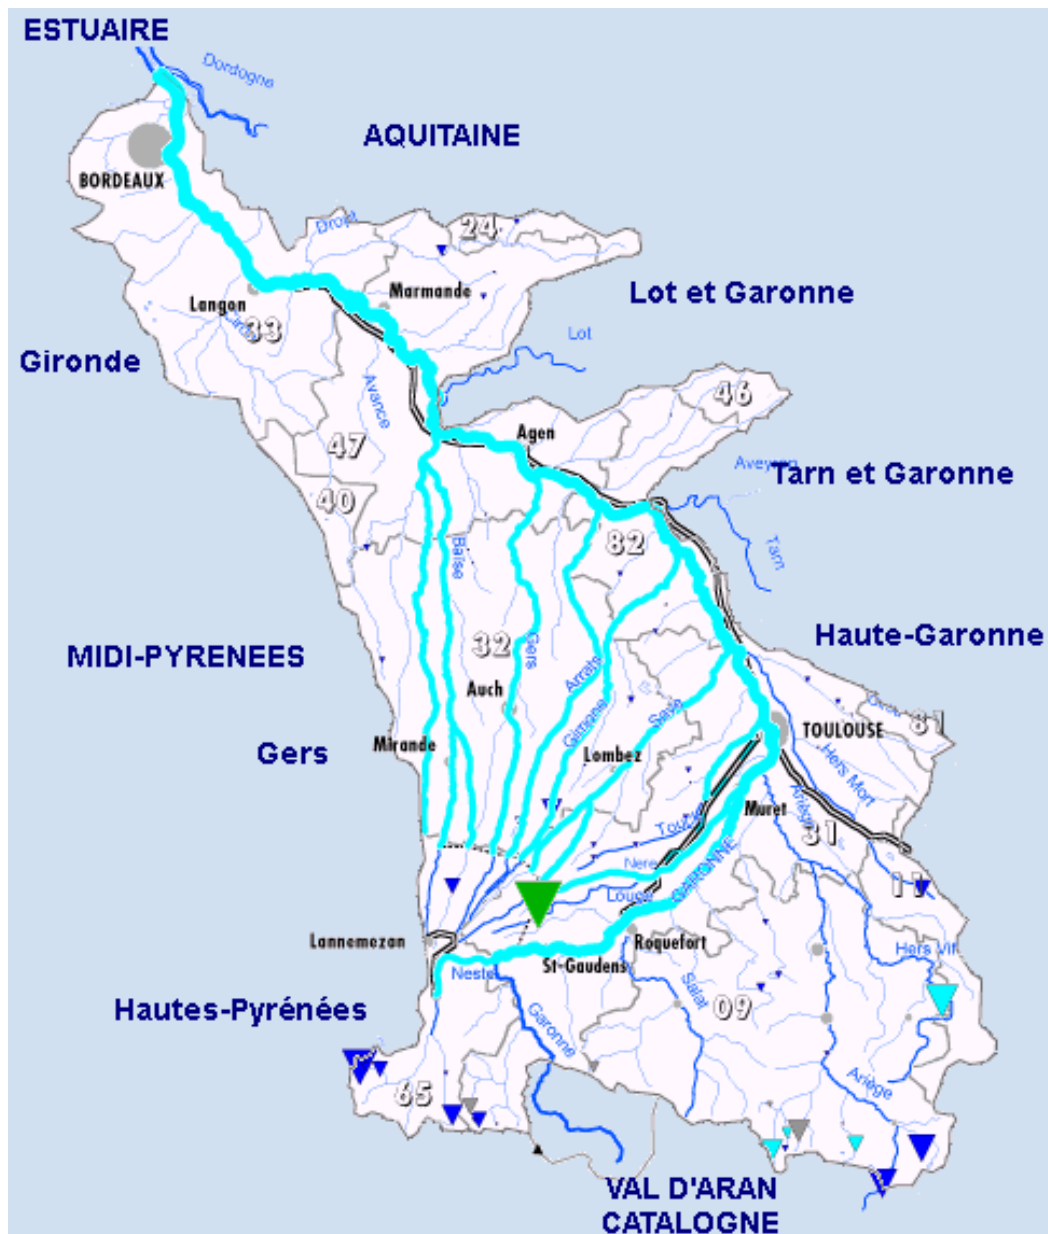 ESTUAIRE
Dordogne
AQUITAINE
BORDEAUX
Dropt
24
Lot et Garonne
Marmande
Langon
Ciron
33
Lot
Gironde
46
Avance
Agen
47
Aveyron
Tarn et Garonne
40
82
Tarn
Baïse
Haute-Garonne
32
Gers
MIDI-PYRENEES
Arrats
Auch
Gimone
Save
81
TOULOUSE
Mirande
Gers
Lombez
Hers Mort
Ariège
Muret
Touch
31
Nere
GARONNE
11
Louge
Lannemezan
Roquefort
Hers Vif
St-Gaudens
Neste
Salat
09
Hautes-Pyrénées
Garonne
Ariège
65
VAL D'ARAN
CATALOGNE